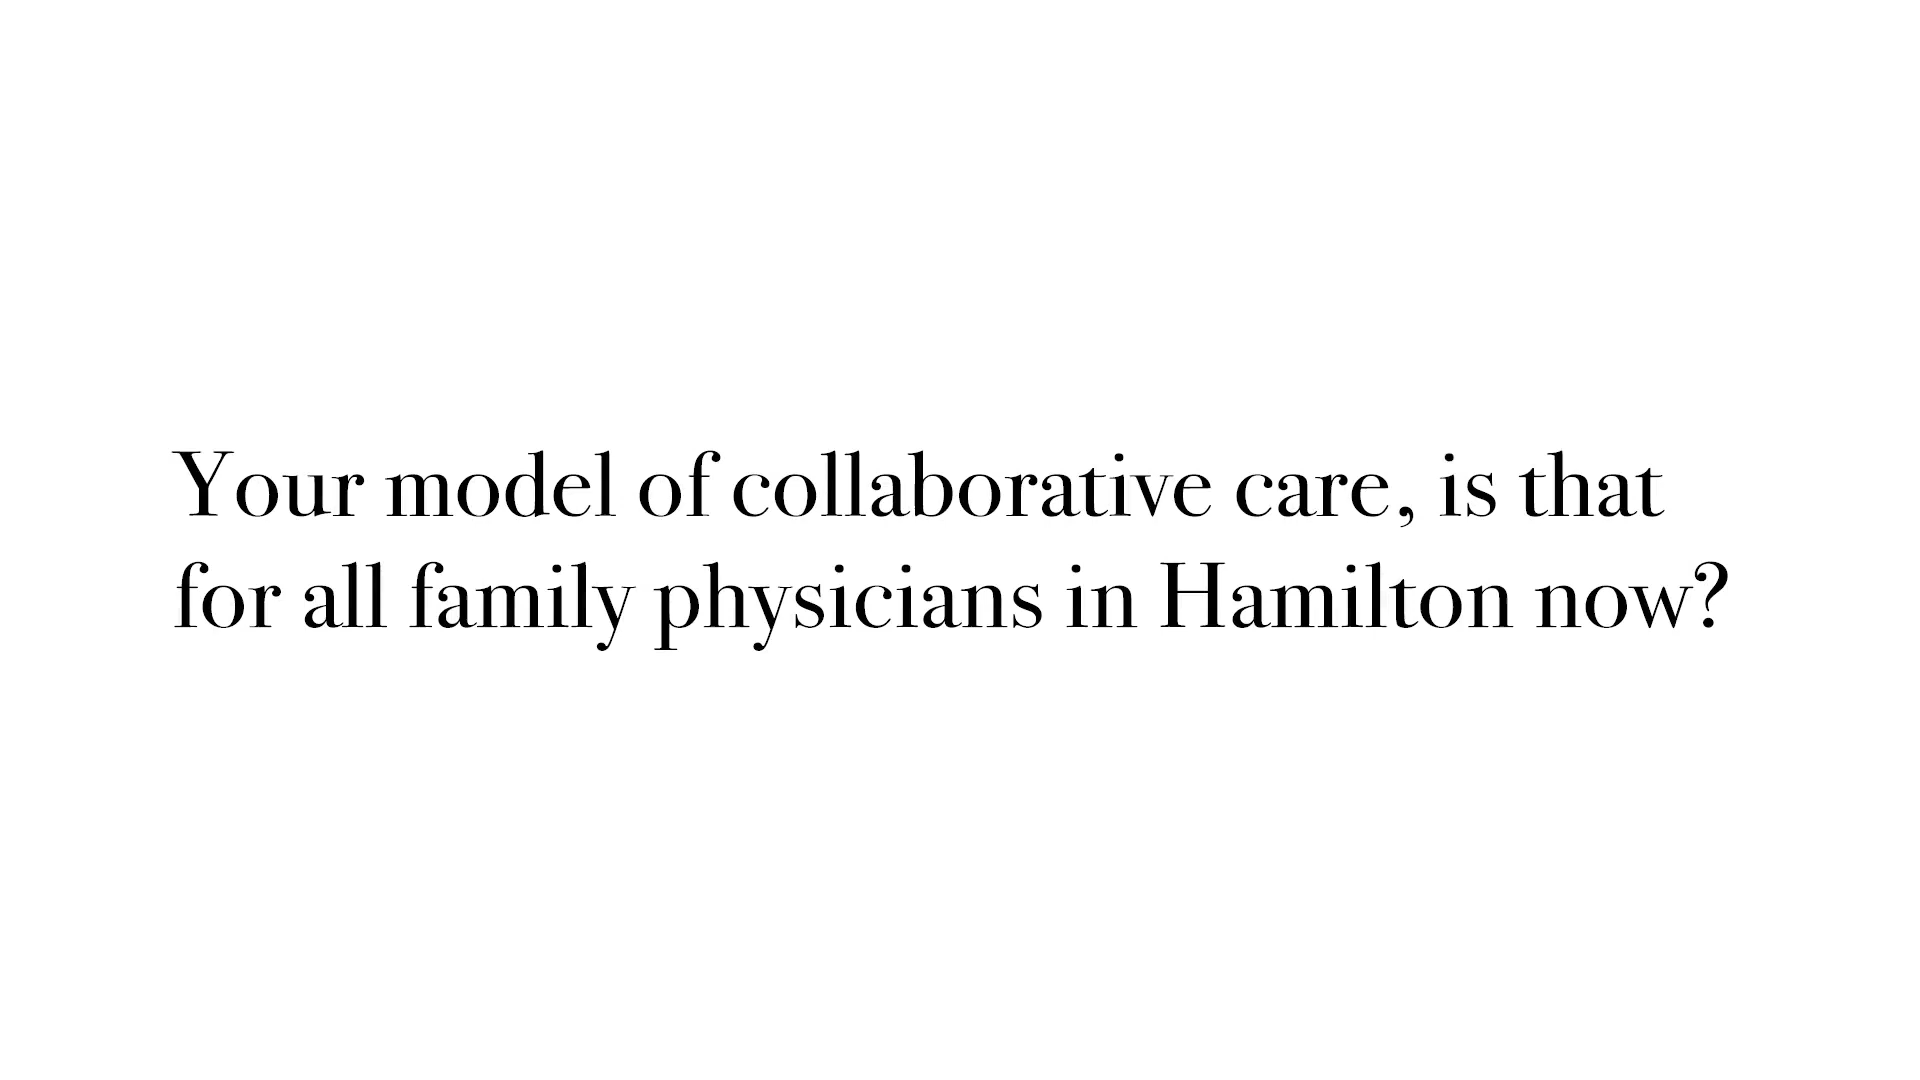 Your model of collaborative care, is that
for all family physicians in Hamilton now?